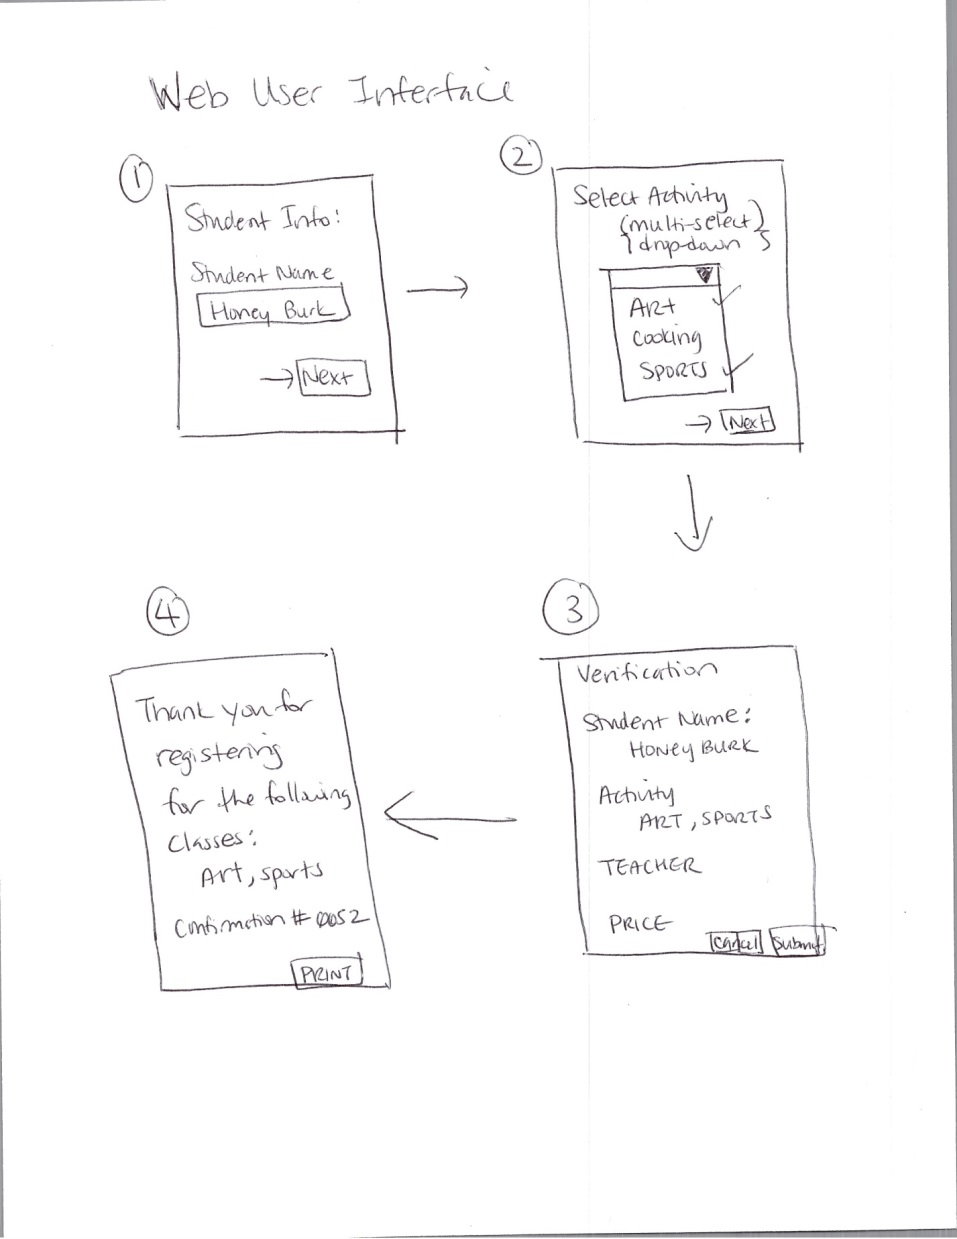 Web User Interface
1
Student Info:
Student Name
Honey Burk
Next
2
Select Activity
(multi-select)
drop-down
ART
Cooking
SPORTS
Next
3
Verification
Student Name:
HONEY BURK
Activity
ART, SPORTS
TEACHER
PRICE
Cancel Submit
4
Thank you for
registering
for the following
Classes:
Art, sports
Confirmation # 0052
PRINT